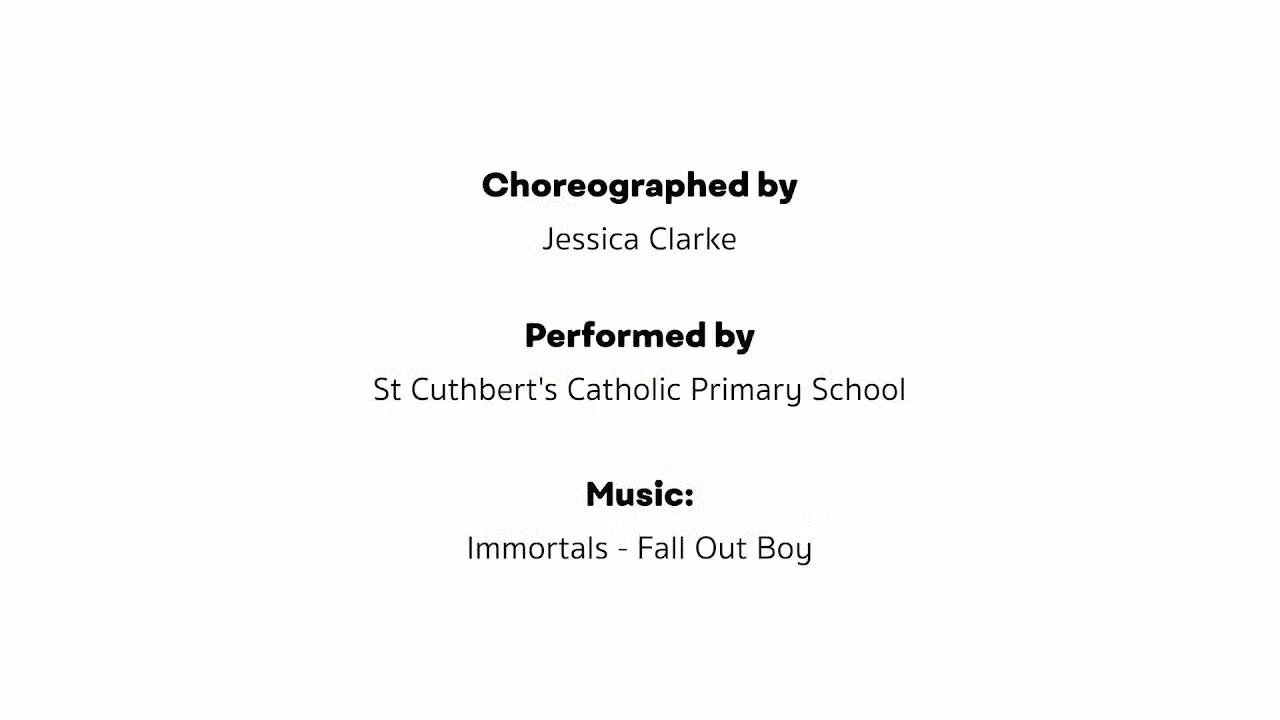 Choreographed by
Jessica Clarke
Performed by
St Cuthbert's Catholic Primary School
Music:
Immortals - Fall Out Boy